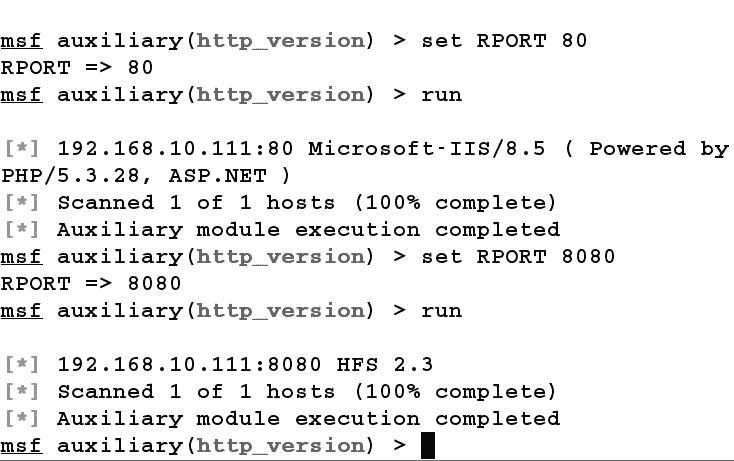 msf auxiliary(http_version) > set RPORT 80
RPORT => 80
msf auxiliary(http_version) > run
[*] 192.168.10.111:80 Microsoft-IIS/8.5 ( Powered by
PHP/5.3.28, ASP.NET )
[*] Scanned 1 of 1 hosts (100% complete)
[*] Auxiliary module execution completed
msf auxiliary(http_version) > set RPORT 8080
RPORT => 8080
msf auxiliary(http_version) > run
[*] 192.168.10.111:8080 HFS 2.3
[*] Scanned 1 of 1 hosts (100% complete)
[*] Auxiliary module execution completed
msf auxiliary(http_version) >